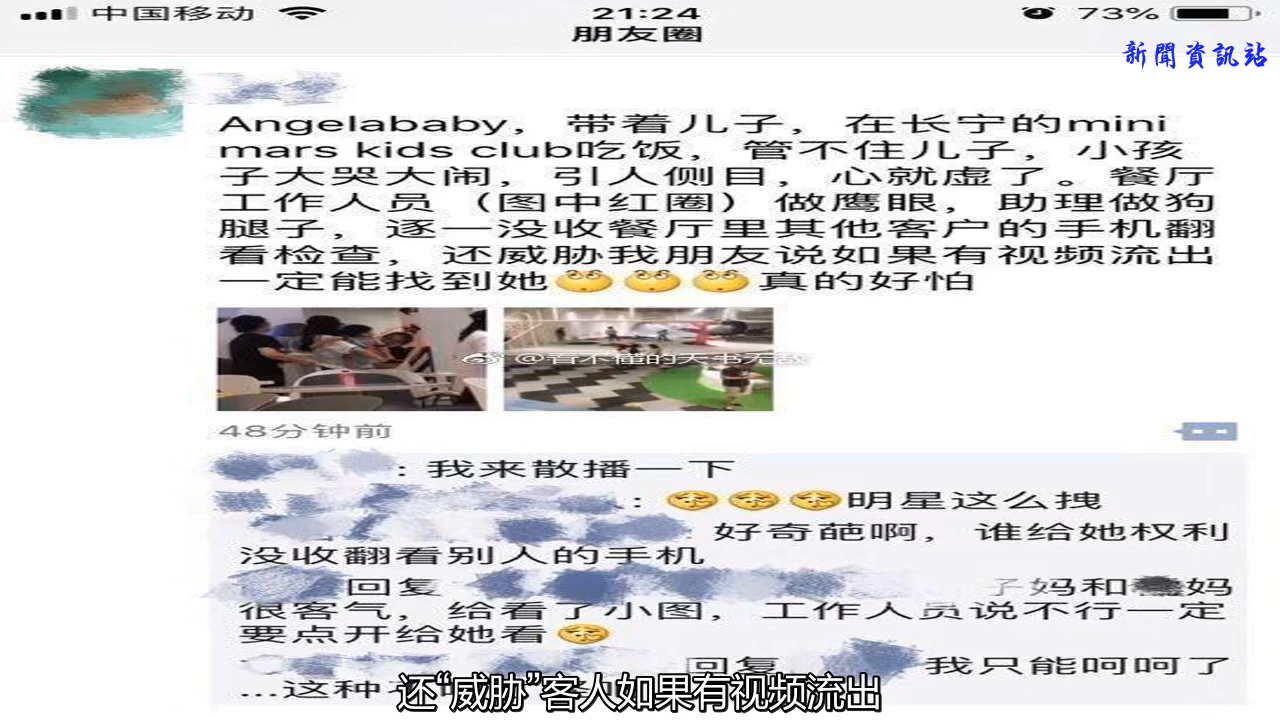 中国移动
21:24
73%
朋友圈
新聞資訊站
Angelababy，带着儿子，在长宁的mini
mars kids club吃饭，管不住儿子，小孩
子大哭大闹，引人侧目，心就虚了。餐厅
工作人员（图中红圈）做鹰眼，助理做狗
腿子，逐一没收餐厅里其他客户的手机翻
看检查，还威胁我朋友说如果有视频流出
一定能找到她真的好怕
@看不懂的天书无敌
48分钟前
：我来散播一下
：明星这么拽
好奇葩啊，谁给她权利
没收翻看别人的手机
回复 子妈和 妈
很客气，给看了小图，工作人员说不行一定
要点开给她看
回复 我只能呵呵了
...这种
还“威胁”客人如果有视频流出